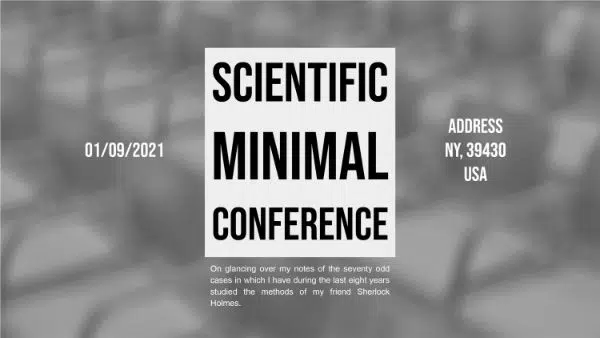 SCIENTIFIC
MINIMAL
CONFERENCE
01/09/2021
ADDRESS
NY, 39430
USA
On glancing over my notes of the seventy odd
cases in which I have during the last eight years
studied the methods of my friend Sherlock
Holmes.